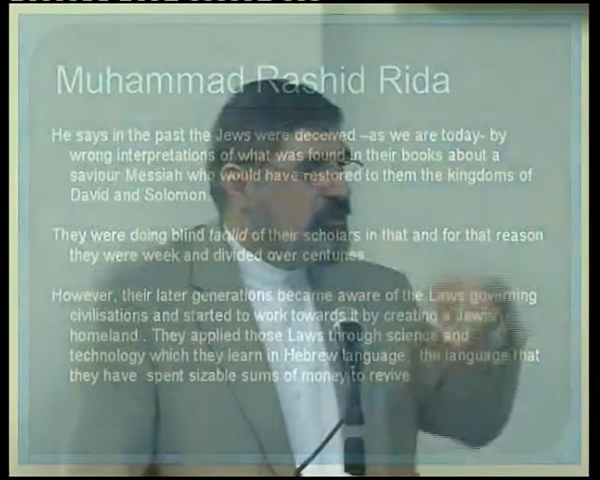 Muhammad Rashid Rida
He says in the past the Jews were deceived –as we are today- by
wrong interpretations of what was found in their books about a
saviour Messiah who would have restored to them the kingdoms of
David and Solomon.
They were doing blind taqlid of their scholars in that and for that reason
they were week and divided over centuries.
However, their later generations became aware of the Laws governing
civilisations and started to work towards it by creating a Jewish
homeland . They applied those Laws through science and
technology which they learn in Hebrew language, the language that
they have spent sizable sums of money to revive.